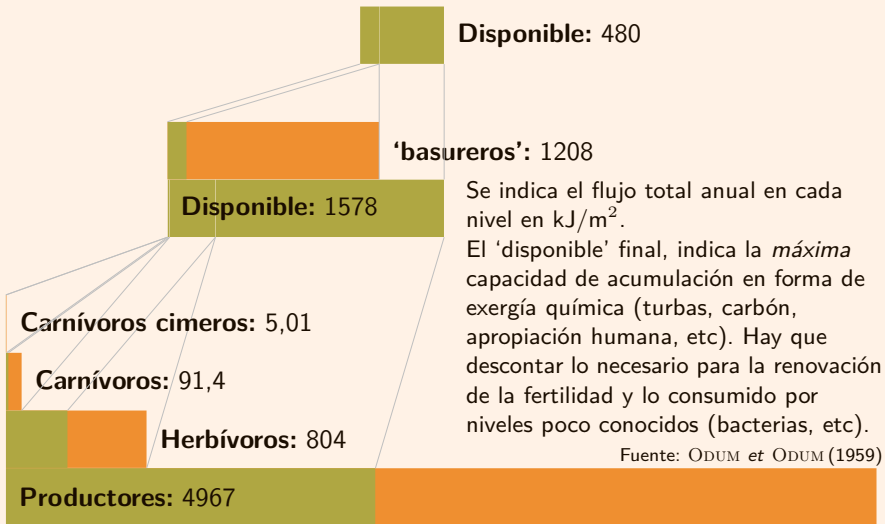 Disponible: 480
‘basureros’: 1208
Disponible: 1578
Se indica el flujo total anual en cada
nivel en kJ/m².
El ‘disponible’ final, indica la máxima
capacidad de acumulación en forma de
exergía química (turbas, carbón,
apropiación humana, etc). Hay que
descontar lo necesario para la renovación
de la fertilidad y lo consumido por
niveles poco conocidos (bacterias, etc).
Fuente: ODUM et ODUM (1959)
Carnívoros cimeros: 5,01
Carnívoros: 91,4
Herbívoros: 804
Productores: 4967